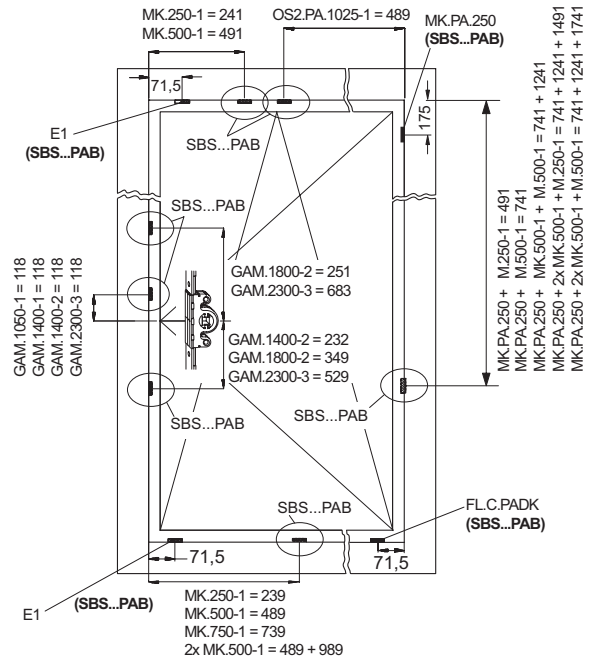 MK.250-1 = 241
MK.500-1 = 491
OS2.PA.1025-1 = 489
MK.PA.250
(SBS...PAB)
71,5
E1
(SBS...PAB)
SBS...PAB
175
SBS...PAB
GAM.1050-1 = 118
GAM.1400-1 = 118
GAM.1400-2 = 118
GAM.2300-3 = 118
GAM.1800-2 = 251
GAM.2300-3 = 683
GAM.1400-2 = 232
GAM.1800-2 = 349
GAM.2300-3 = 529
MK.PA.250 + M.250-1 = 491
MK.PA.250 + M.500-1 = 741
MK.PA.250 + MK.500-1 + M.500-1 = 741 + 1241
MK.PA.250 + 2x MK.500-1 + M.250-1 = 741 + 1241 + 1491
MK.PA.250 + 2x MK.500-1 + M.500-1 = 741 + 1241 + 1741
SBS...PAB
SBS...PAB
SBS...PAB
FL.C.PADK
(SBS...PAB)
71,5
71,5
E1
(SBS...PAB)
MK.250-1 = 239
MK.500-1 = 489
MK.750-1 = 739
2x MK.500-1 = 489 + 989